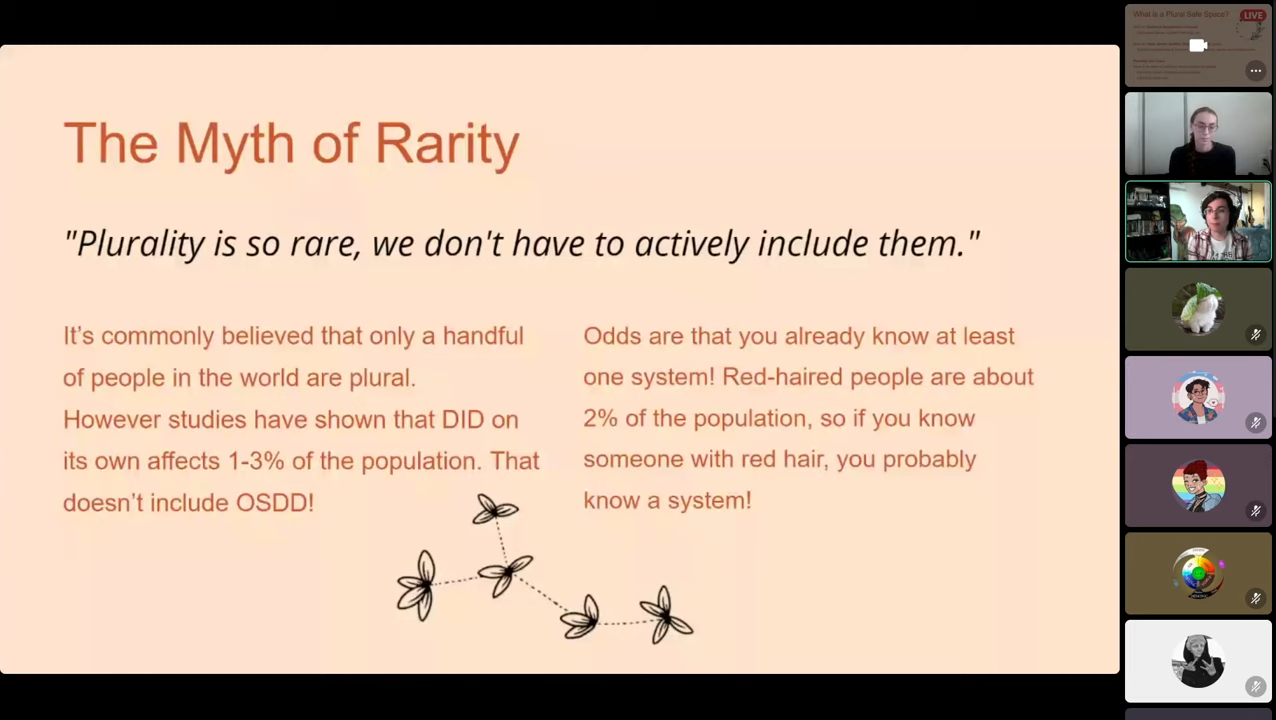 The Myth of Rarity
"Plurality is so rare, we don't have to actively include them."
It's commonly believed that only a handful
of people in the world are plural.
However studies have shown that DID on
its own affects 1-3% of the population. That
doesn't include OSDD!
Odds are that you already know at least
one system! Red-haired people are about
2% of the population, so if you know
someone with red hair, you probably
know a system!
What is a Plural Safe Space?
LIVE